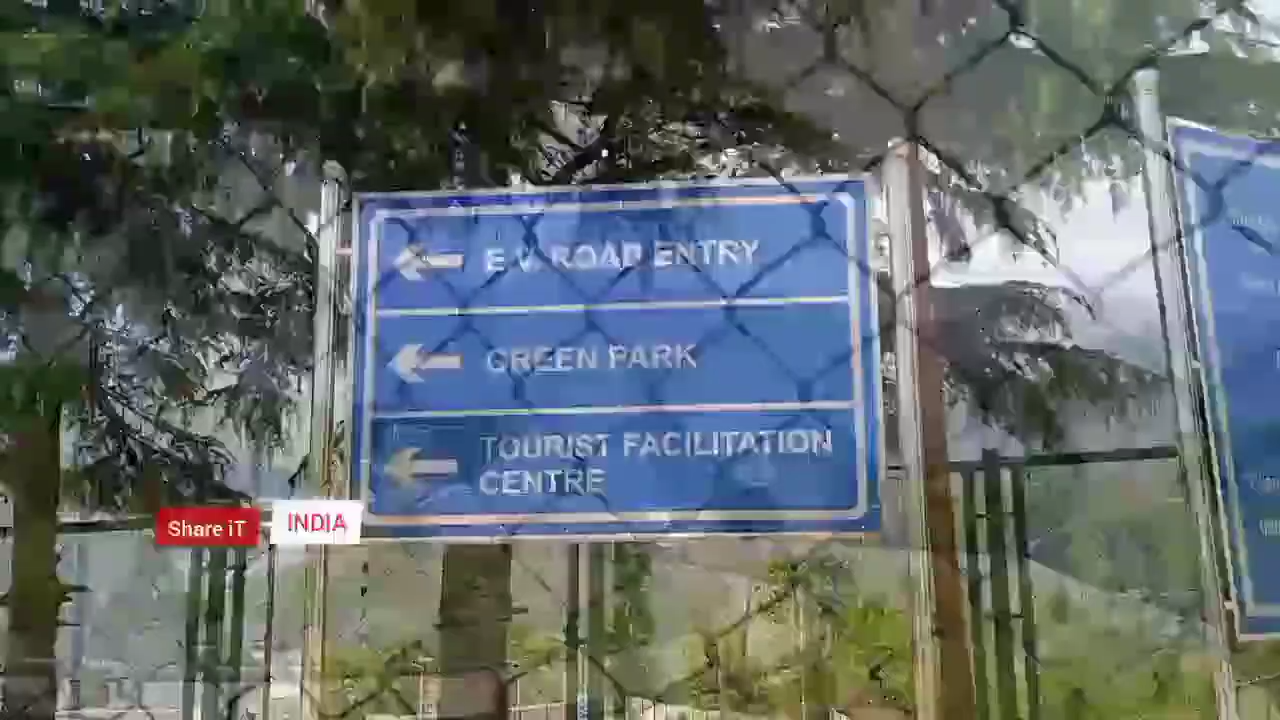 E.V. ROAD ENTRY
GREEN PARK
TOURIST FACILITATION
CENTRE
Share iT INDIA